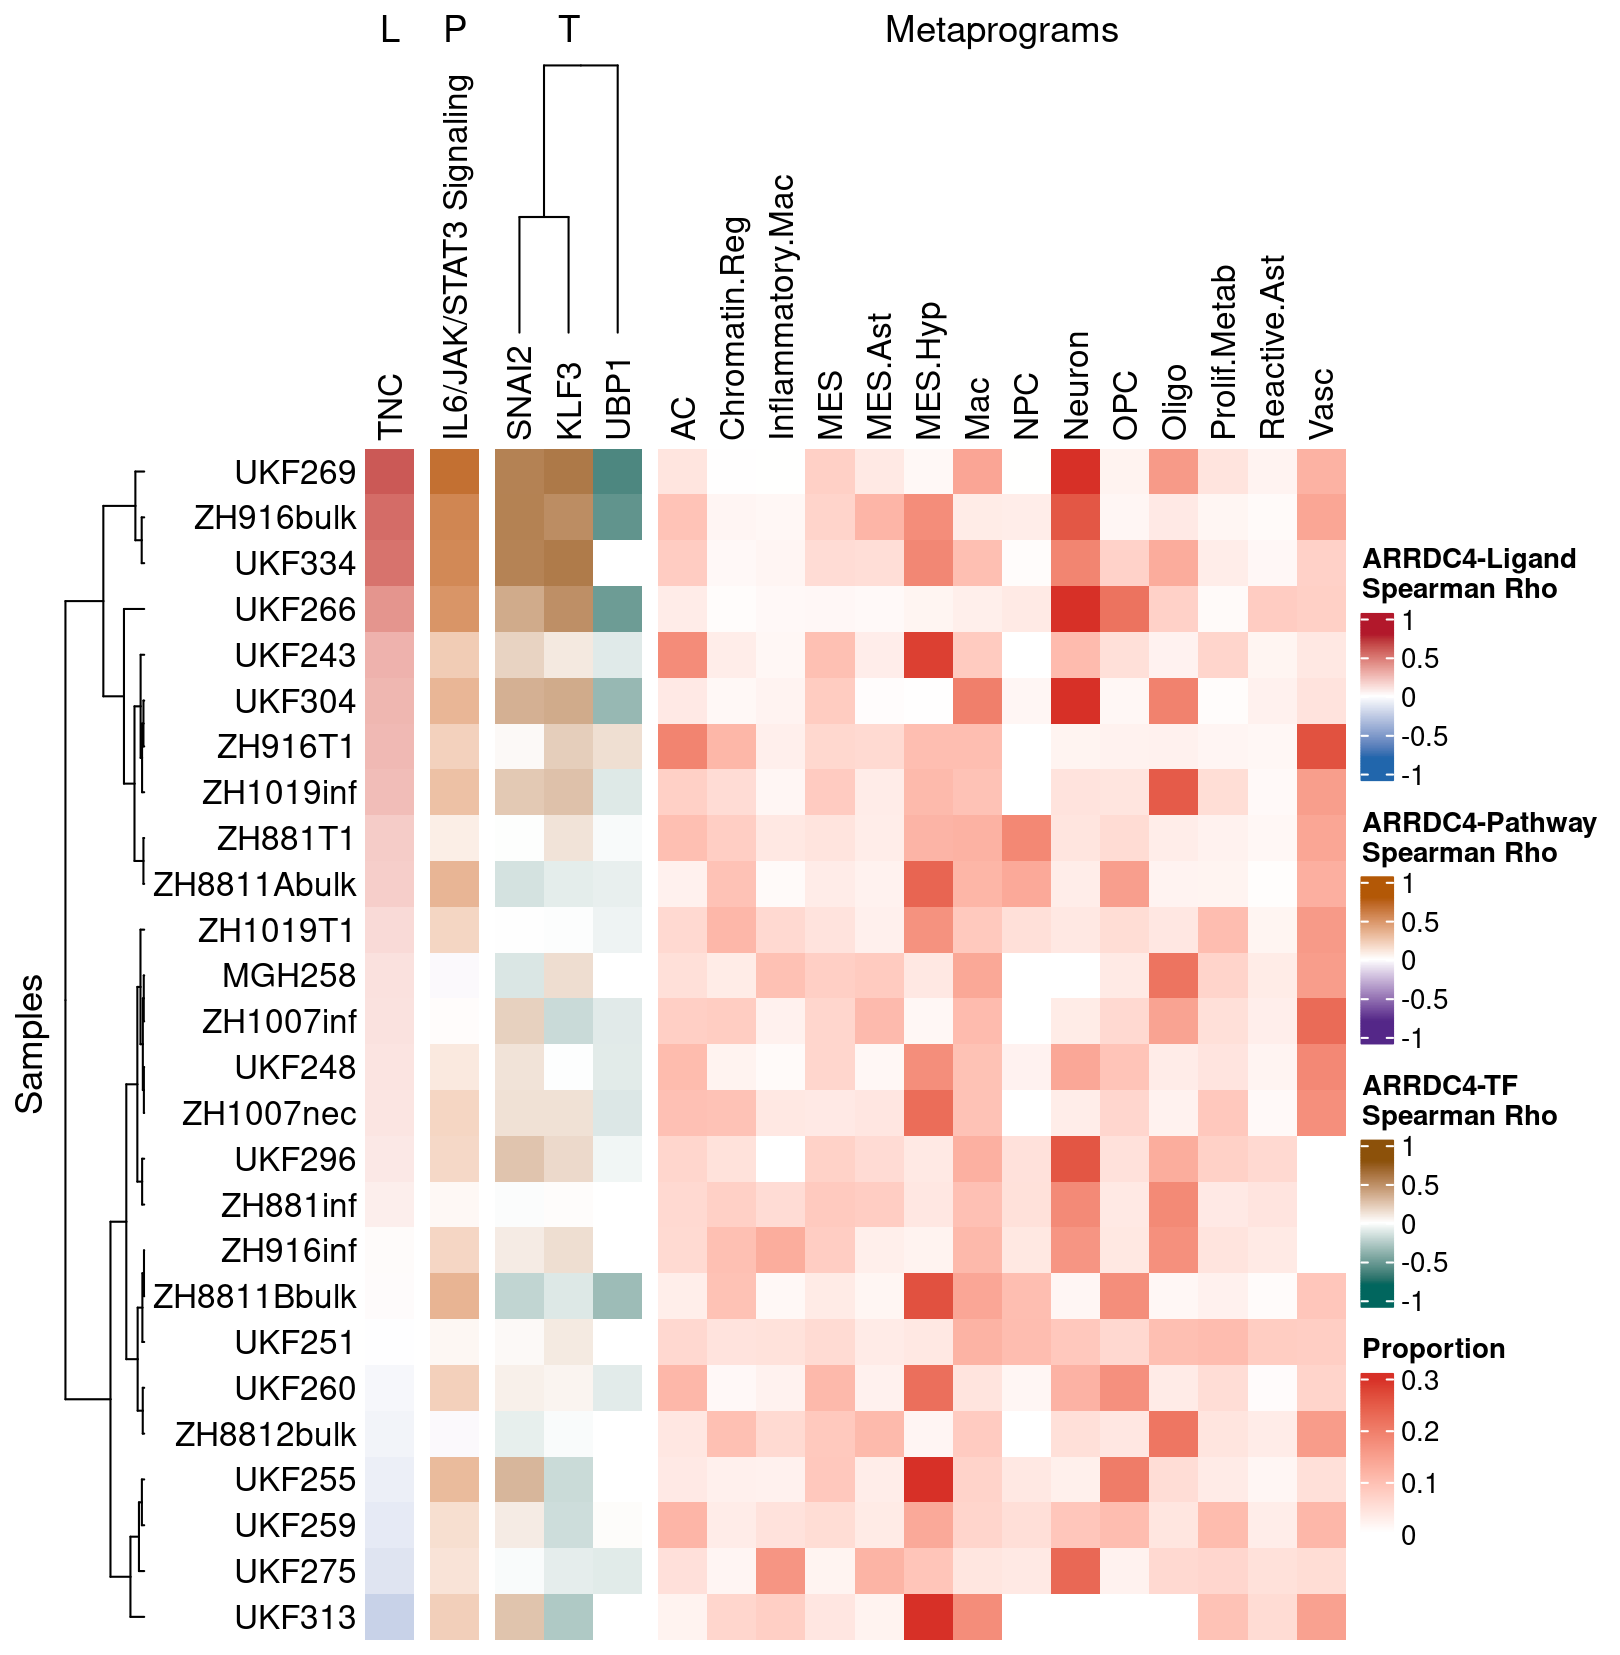 L P T Metaprograms
TNC
IL6/JAK/STAT3 Signaling
SNAI2
KLF3
UBP1
AC
Chromatin.Reg
Inflammatory.Mac
MES
MES.Ast
MES.Hyp
Mac
NPC
Neuron
OPC
Oligo
Prolif.Metab
Reactive.Ast
Vasc
Samples
UKF269
ZH916bulk
UKF334
UKF266
UKF243
UKF304
ZH916T1
ZH1019inf
ZH881T1
ZH8811Abulk
ZH1019T1
MGH258
ZH1007inf
UKF248
ZH1007nec
UKF296
ZH881inf
ZH916inf
ZH8811Bbulk
UKF251
UKF260
ZH8812bulk
UKF255
UKF259
UKF275
UKF313
ARRDC4-Ligand
Spearman Rho
1
0.5
0
-0.5
-1
ARRDC4-Pathway
Spearman Rho
1
0.5
0
-0.5
-1
ARRDC4-TF
Spearman Rho
1
0.5
0
-0.5
-1
Proportion
0.3
0.2
0.1
0